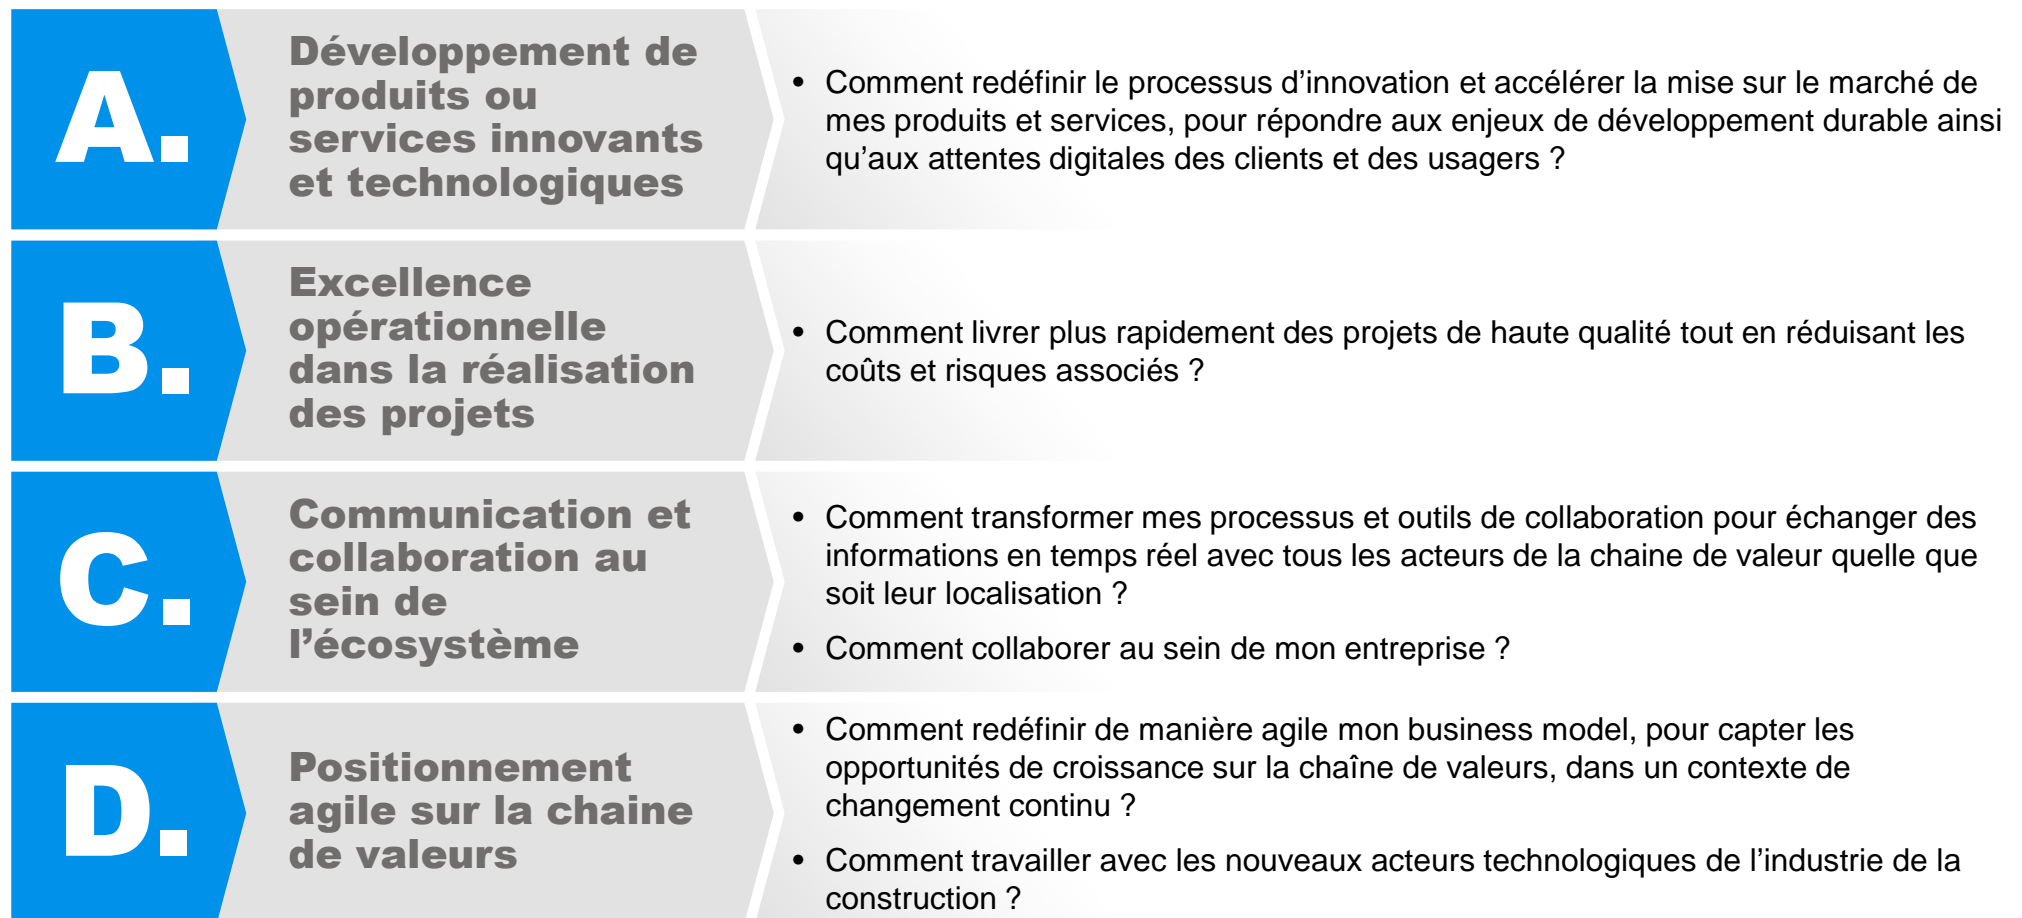 A.
Développement de
produits ou
services innovants
et technologiques
• Comment redéfinir le processus d’innovation et accélérer la mise sur le marché de
mes produits et services, pour répondre aux enjeux de développement durable ainsi
qu’aux attentes digitales des clients et des usagers ?
B.
Excellence
opérationnelle
dans la réalisation
des projets
• Comment livrer plus rapidement des projets de haute qualité tout en réduisant les
coûts et risques associés ?
C.
Communication et
collaboration au
sein de
l’écosystème
• Comment transformer mes processus et outils de collaboration pour échanger des
informations en temps réel avec tous les acteurs de la chaine de valeur quelle que
soit leur localisation ?
• Comment collaborer au sein de mon entreprise ?
D.
Positionnement
agile sur la chaine
de valeurs
• Comment redéfinir de manière agile mon business model, pour capter les
opportunités de croissance sur la chaîne de valeurs, dans un contexte de
changement continu ?
• Comment travailler avec les nouveaux acteurs technologiques de l’industrie de la
construction ?